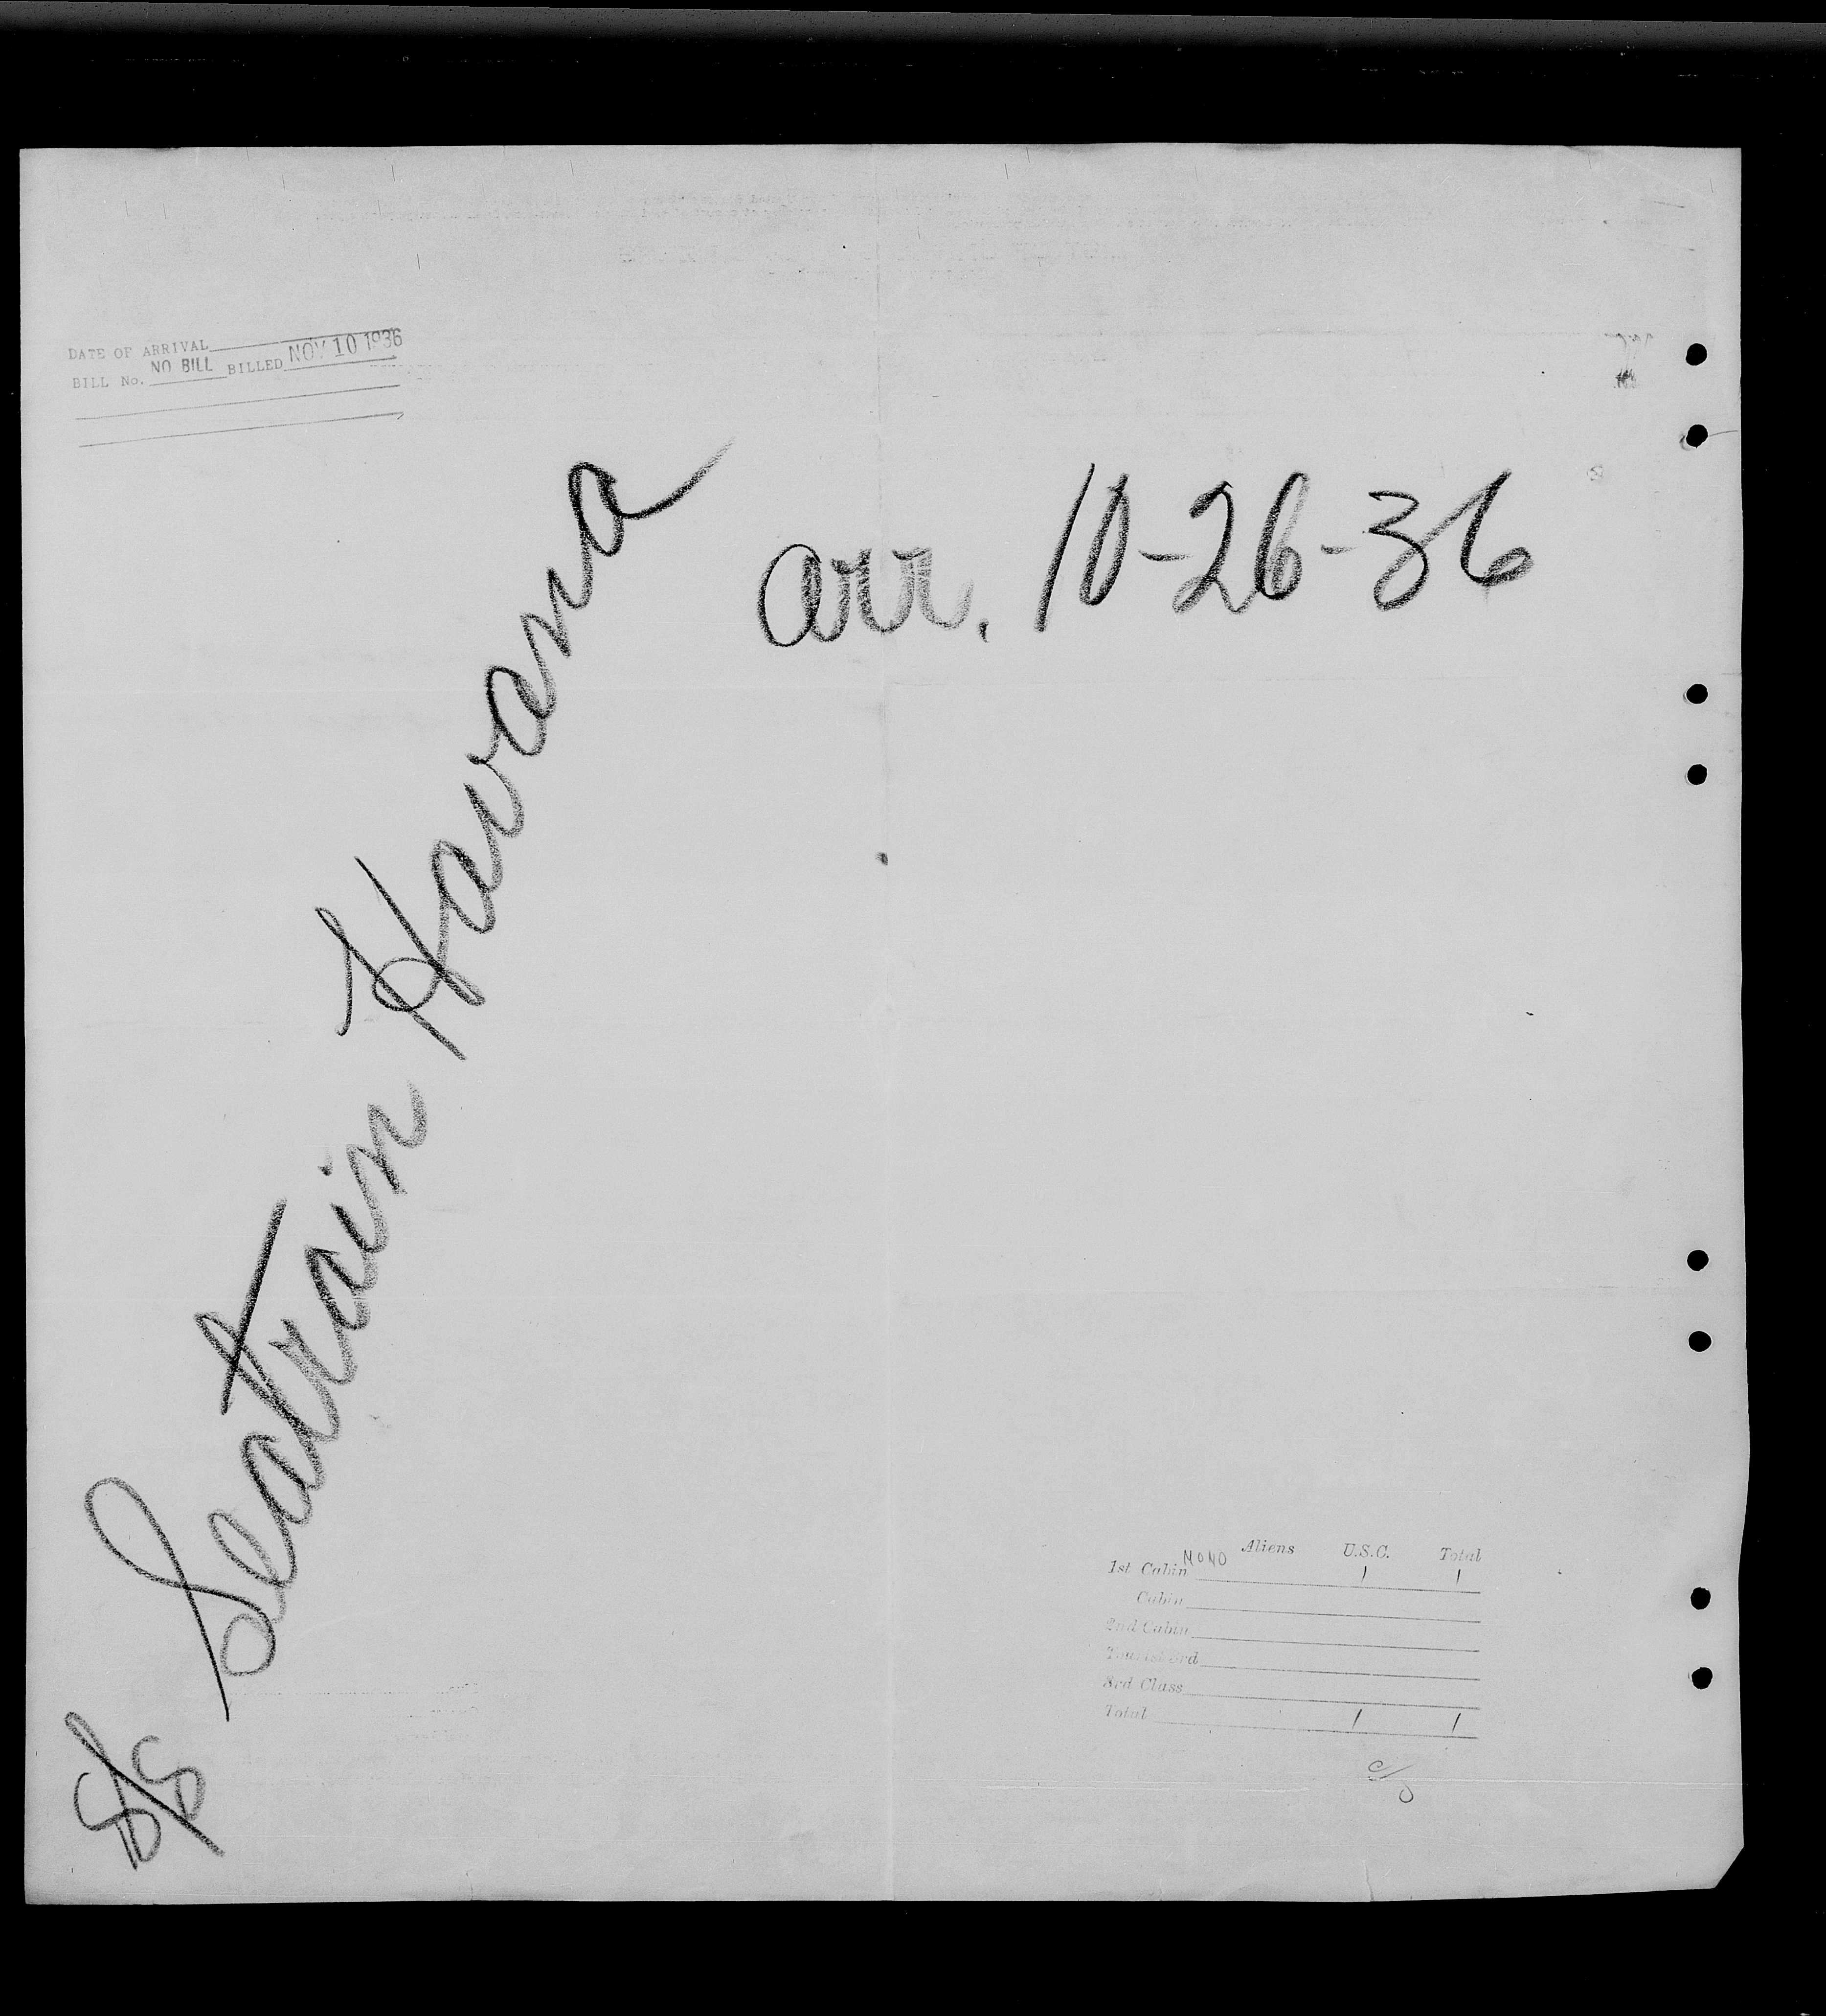 DATE OF ARRIVAL
BILL No. NO BILL BILLED NOV 10 1936
arr. 10-26-36
S/S Seatrain Havana
Aliens U.S.C. Total
1st Cabin NONO 1 1
Cabin
2nd Cabin
Tourist 3rd
3rd Class
Total 1 1